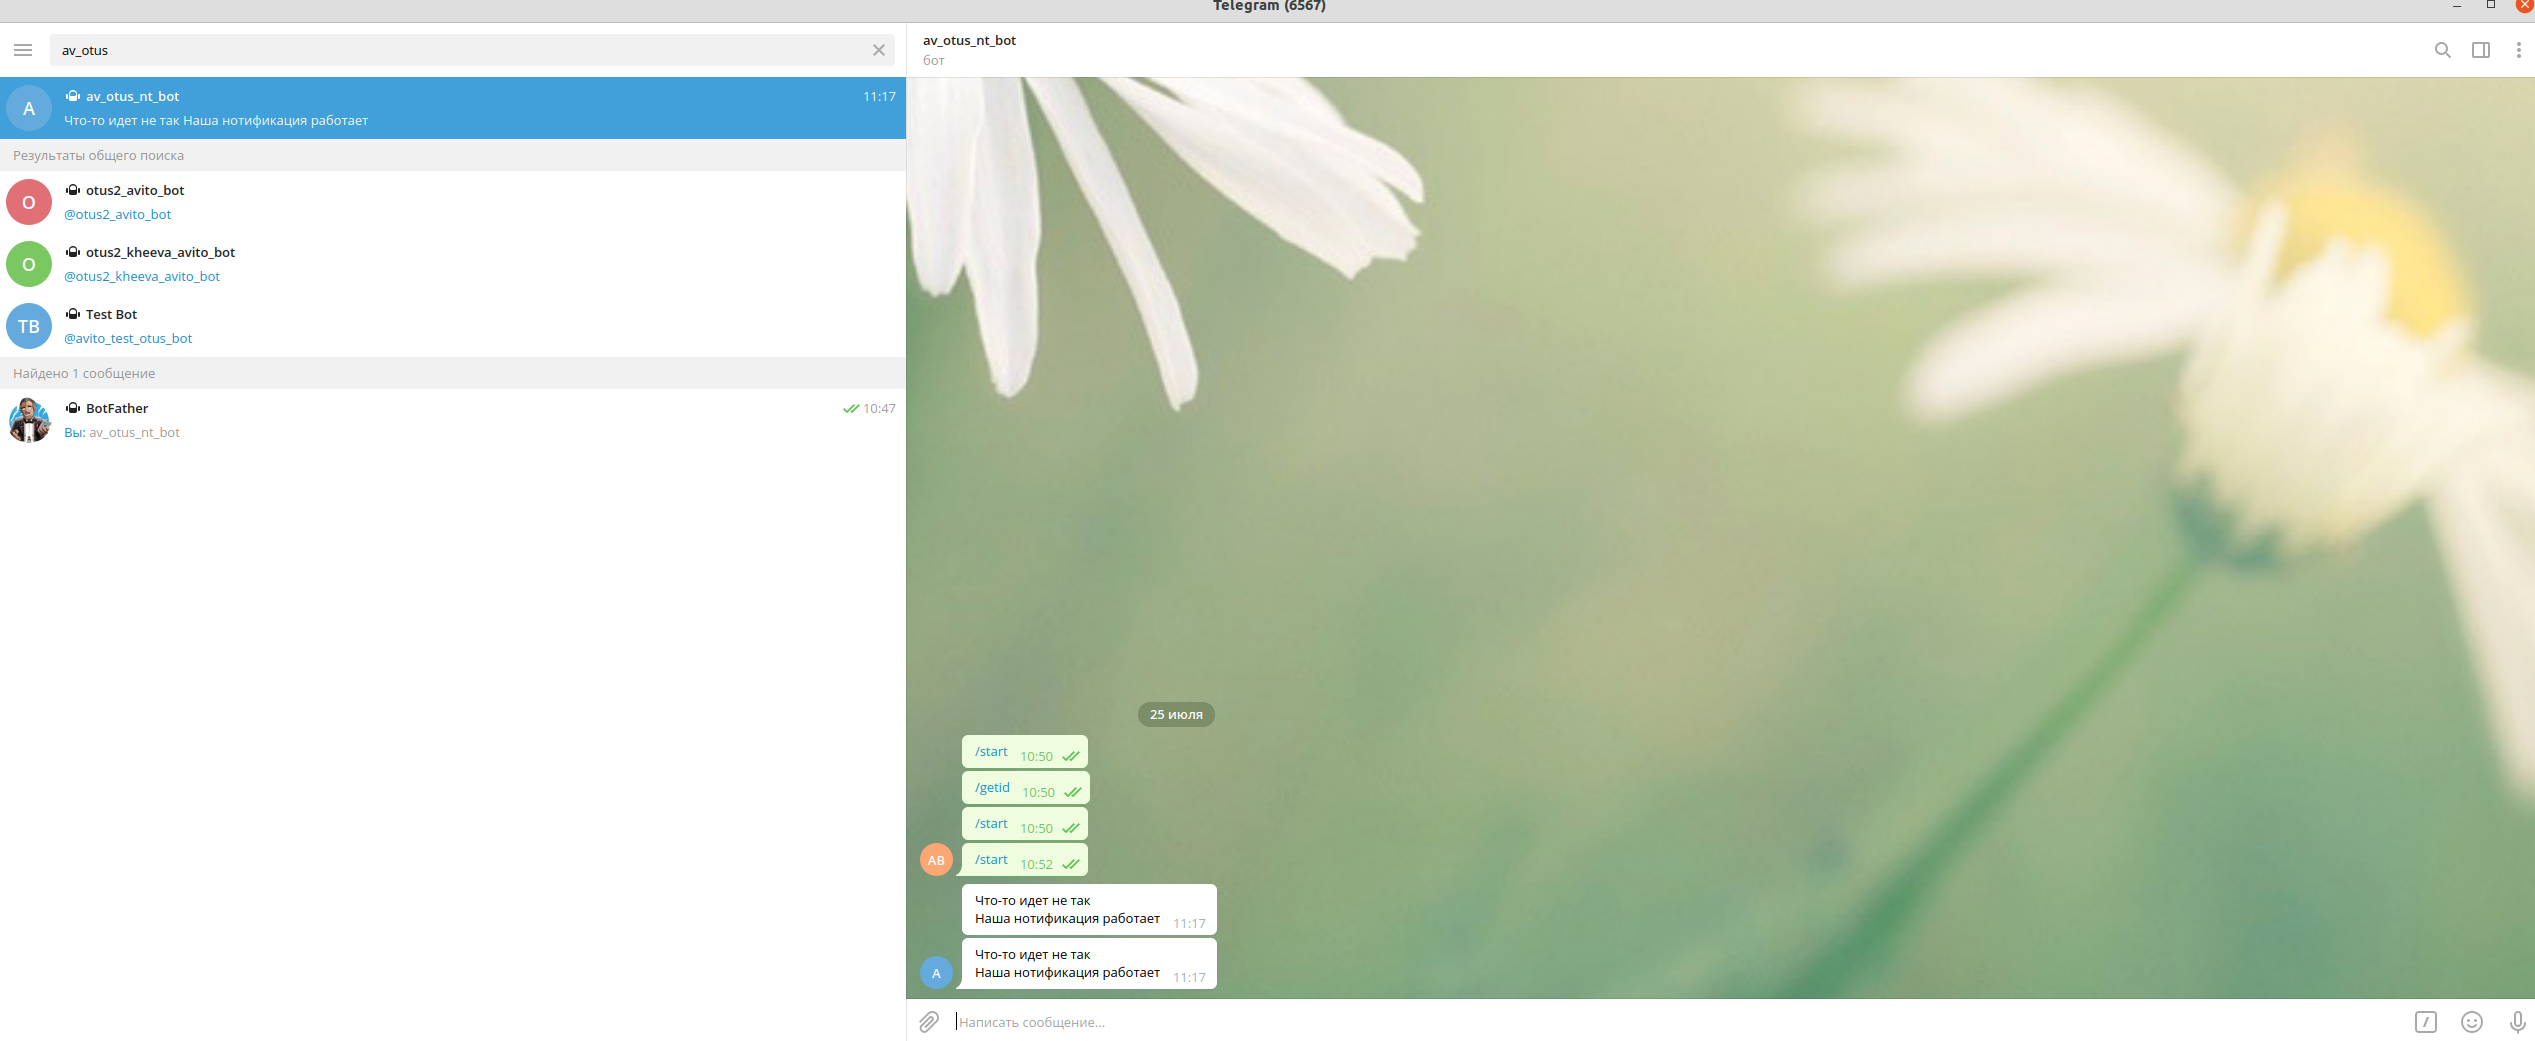 Telegram (6567)
av_otus
A
av_otus_nt_bot
11:17
Что-то идет не так Наша нотификация работает
Результаты общего поиска
O
otus2_avito_bot
@otus2_avito_bot
O
otus2_kheeva_avito_bot
@otus2_kheeva_avito_bot
TB
Test Bot
@avito_test_otus_bot
Найдено 1 сообщение
BotFather
10:47
Вы: av_otus_nt_bot
av_otus_nt_bot
бот
25 июля
/start 10:50
/getid 10:50
/start 10:50
AB
/start 10:52
Что-то идет не так
Наша нотификация работает 11:17
Что-то идет не так
Наша нотификация работает 11:17
A
Написать сообщение...